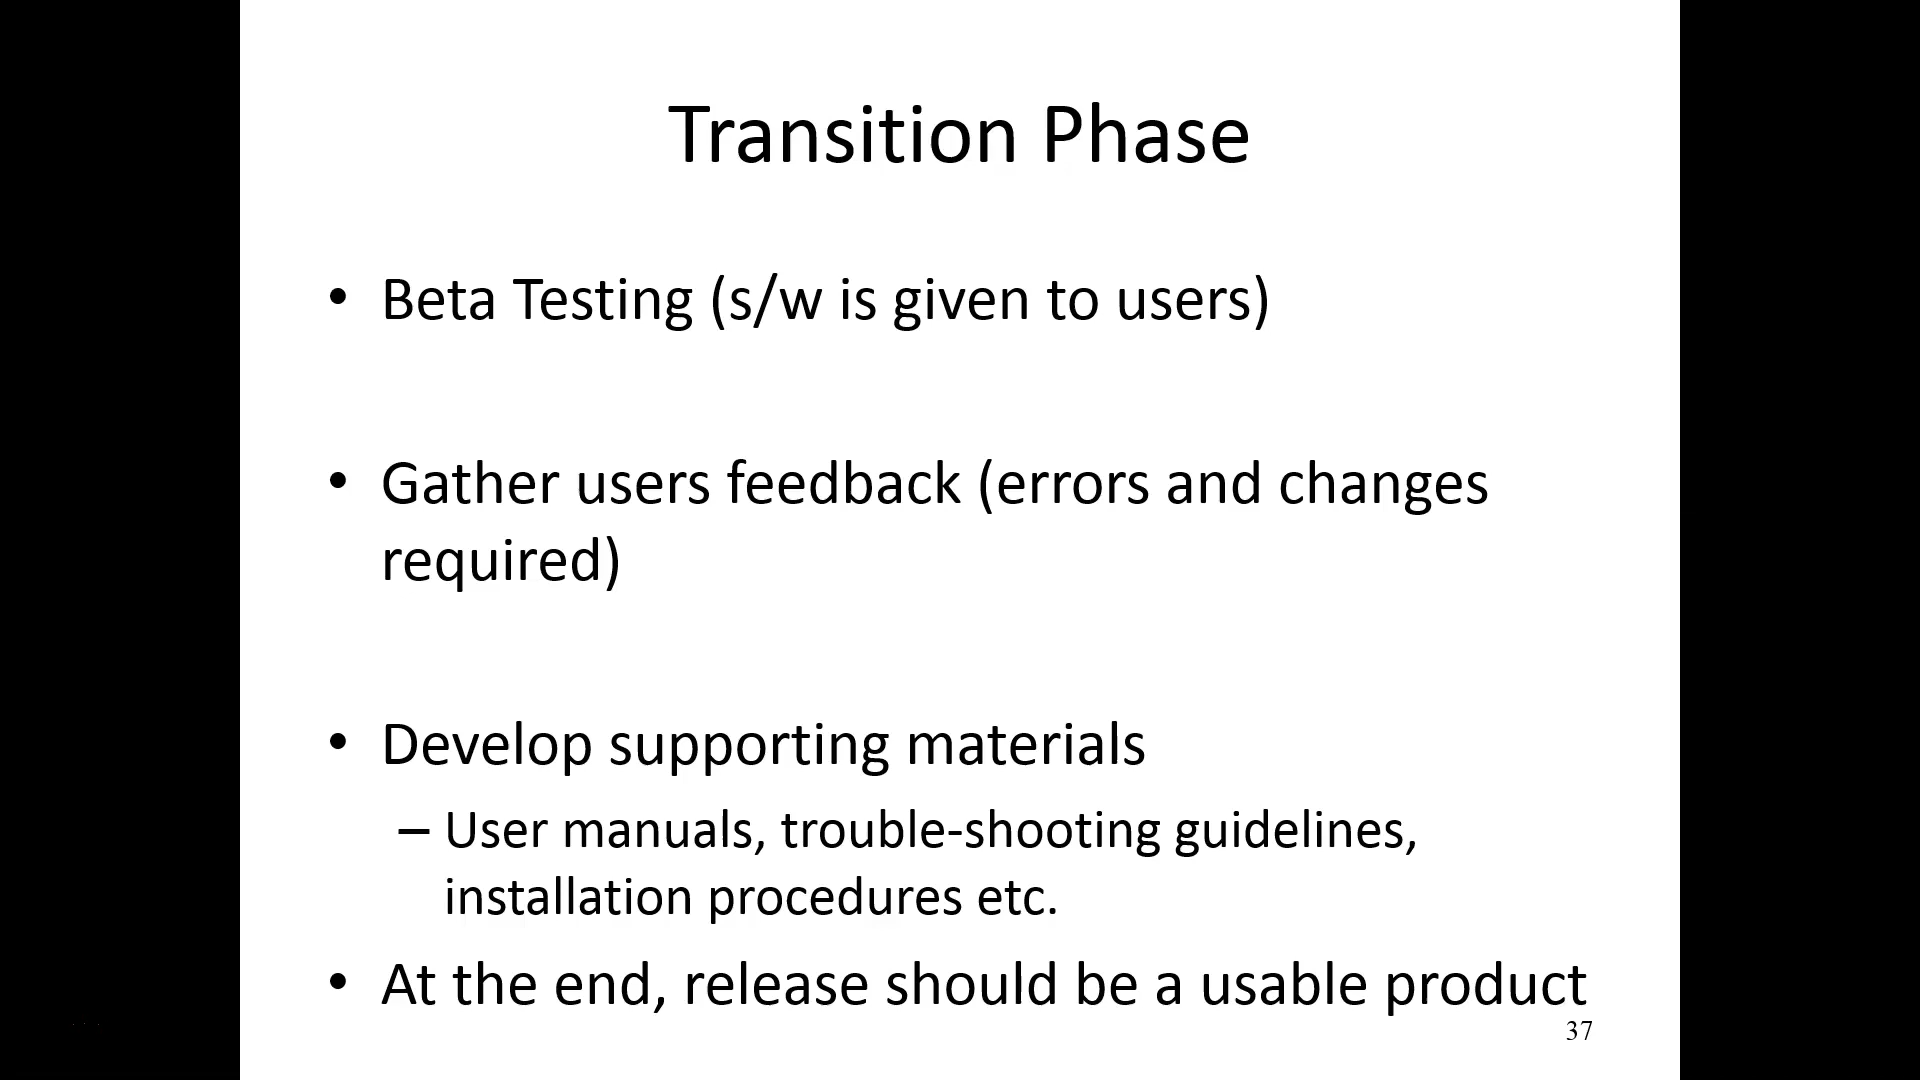 Transition Phase
• Beta Testing (s/w is given to users)
• Gather users feedback (errors and changes
required)
• Develop supporting materials
– User manuals, trouble-shooting guidelines,
installation procedures etc.
• At the end, release should be a usable product
37